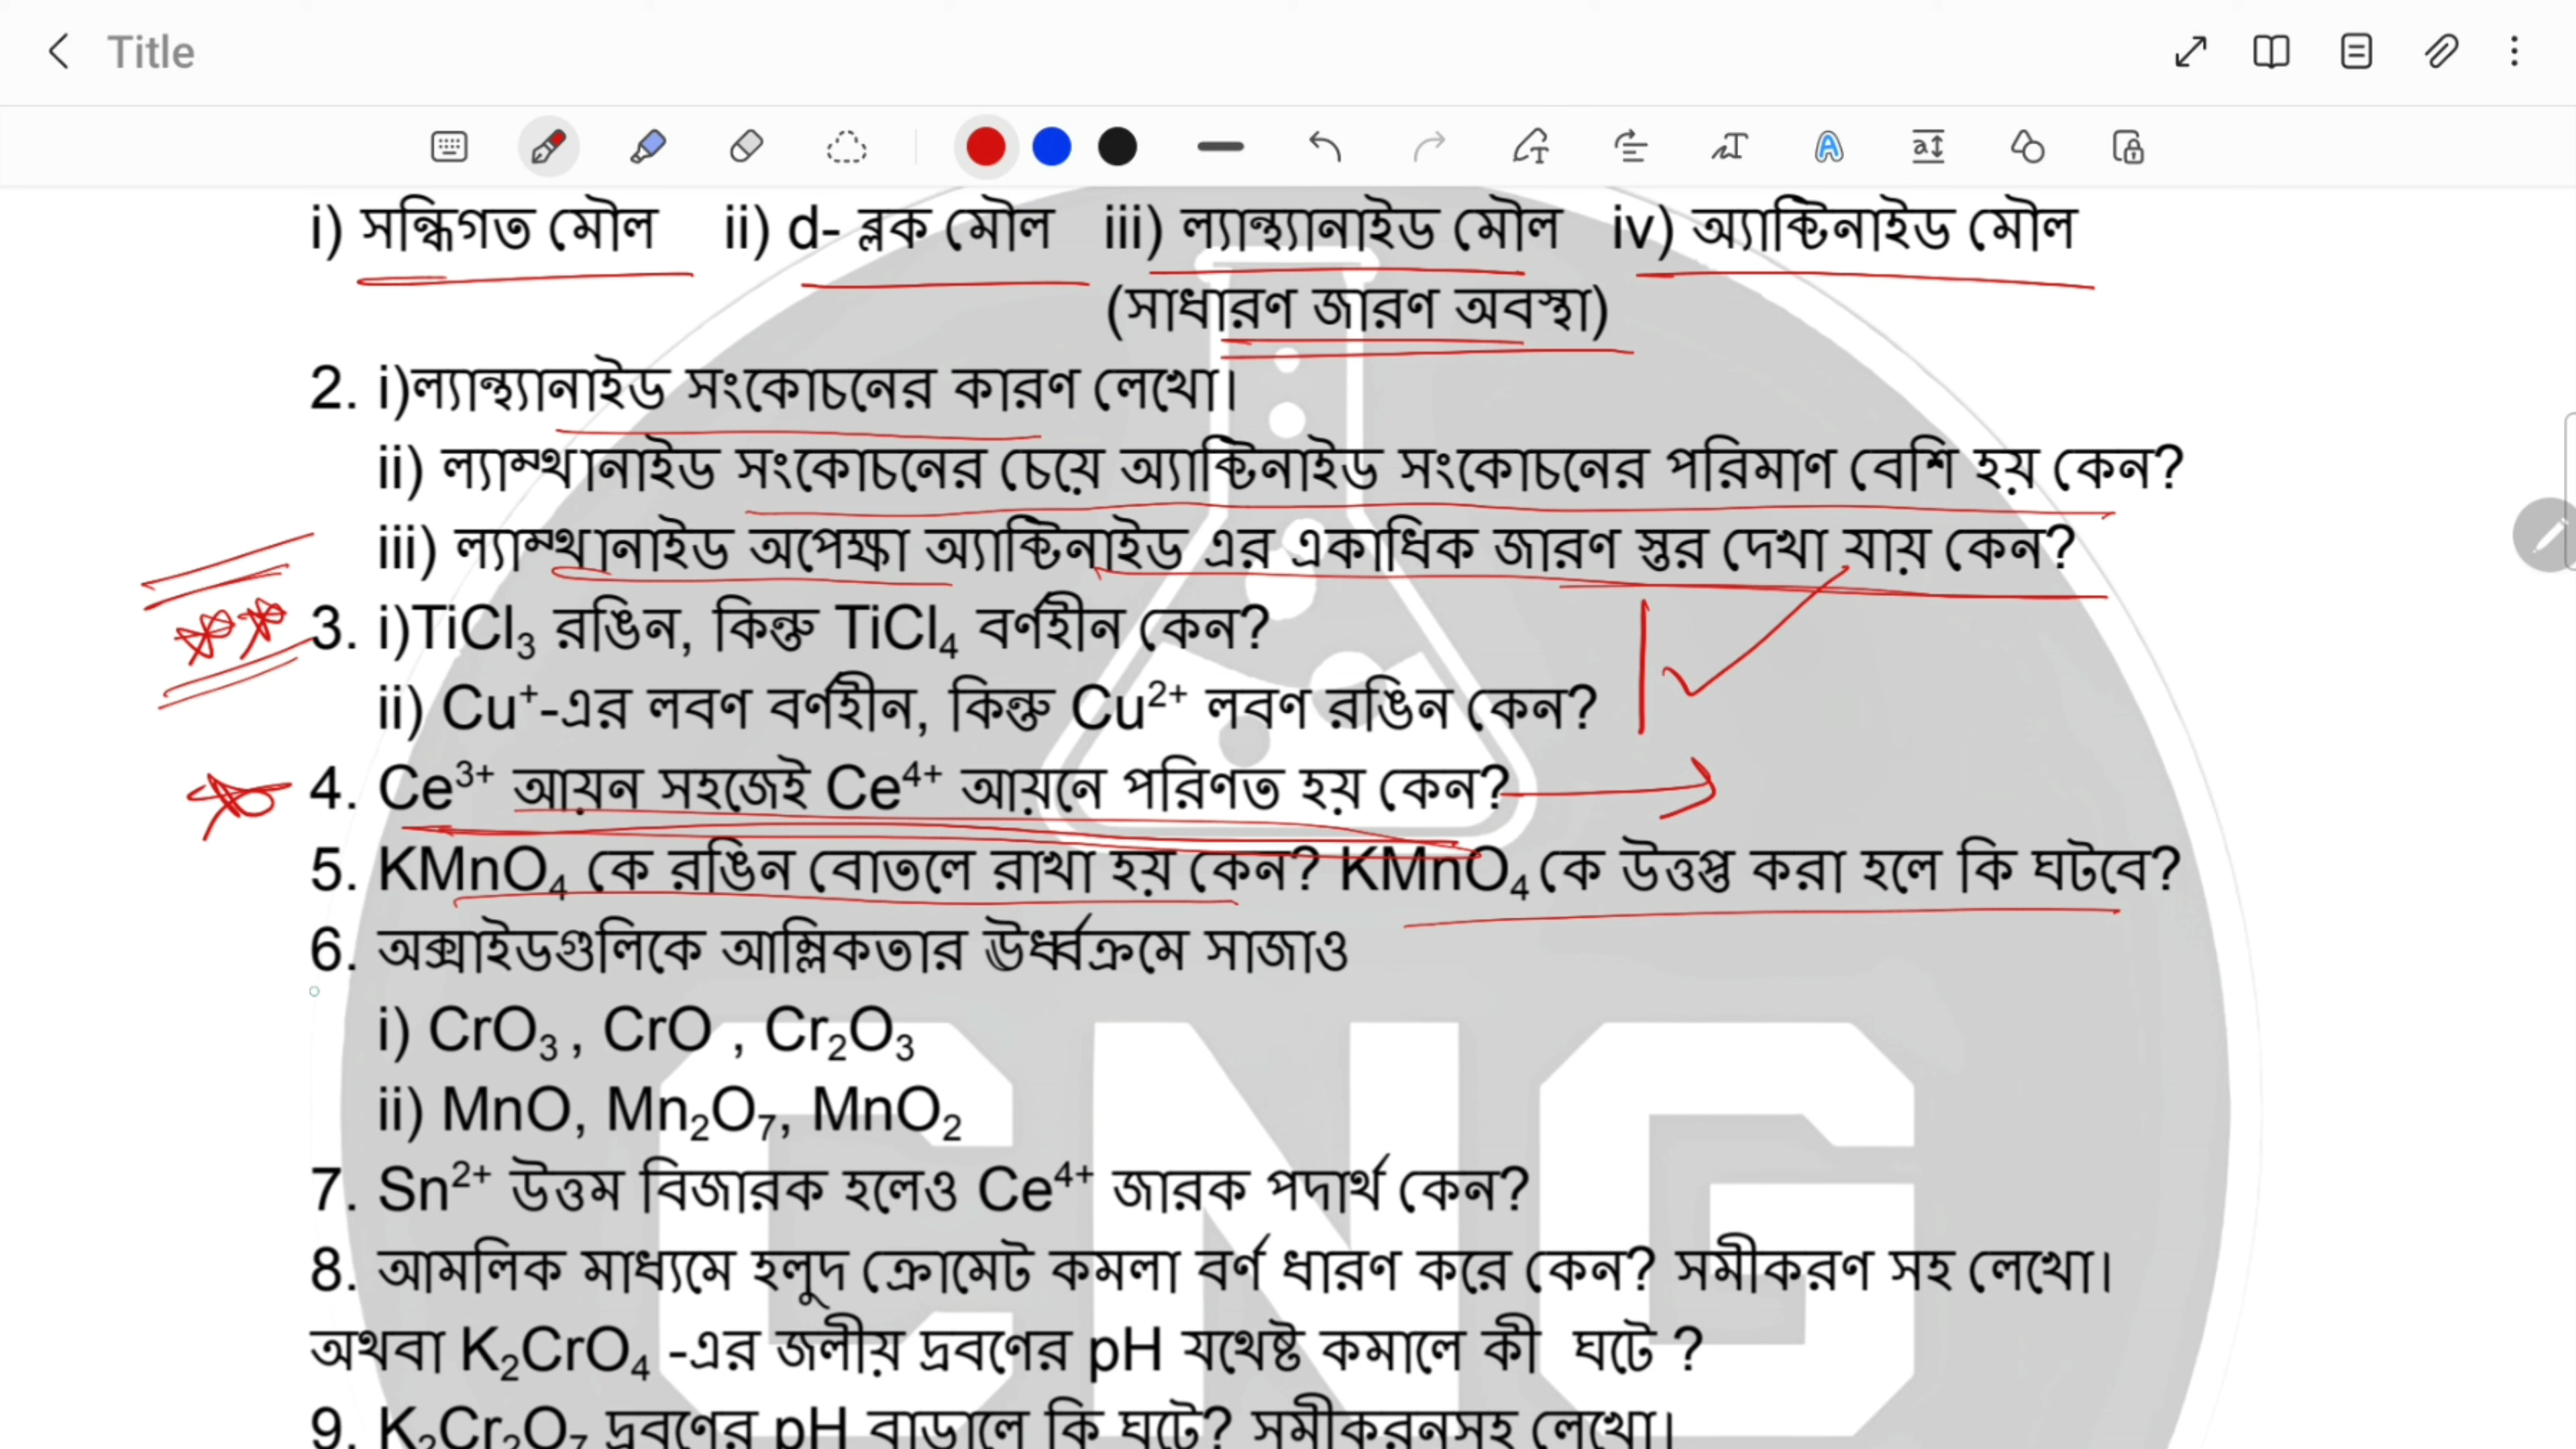 Title
i) সন্ধিগত মৌল ii) d- ব্লক মৌল iii) ল্যান্থ্যানাইড মৌল iv) অ্যাক্টিনাইড মৌল
(সাধারণ জারণ অবস্থা)
2. i)ল্যান্থ্যানাইড সংকোচনের কারণ লেখো।
ii) ল্যাম্থানাইড সংকোচনের চেয়ে অ্যাক্টিনাইড সংকোচনের পরিমাণ বেশি হয় কেন?
iii) ল্যাম্থানাইড অপেক্ষা অ্যাক্টিনাইড এর একাধিক জারণ স্তর দেখা যায় কেন?
3. i)TiCl₃ রঙিন, কিন্তু TiCl₄ বর্ণহীন কেন?
ii) Cu⁺-এর লবণ বর্ণহীন, কিন্তু Cu²⁺ লবণ রঙিন কেন?
4. Ce³⁺ আয়ন সহজেই Ce⁴⁺ আয়নে পরিণত হয় কেন?
5. KMnO₄ কে রঙিন বোতলে রাখা হয় কেন? KMnO₄ কে উত্তপ্ত করা হলে কি ঘটবে?
6. অক্সাইডগুলিকে আম্লিকতার ঊর্ধ্বক্রমে সাজাও
i) CrO₃ , CrO , Cr₂O₃
ii) MnO, Mn₂O₇, MnO₂
7. Sn²⁺ উত্তম বিজারক হলেও Ce⁴⁺ জারক পদার্থ কেন?
8. আমলিক মাধ্যমে হলুদ ক্রোমেট কমলা বর্ণ ধারণ করে কেন? সমীকরণ সহ লেখো।
অথবা K₂CrO₄ -এর জলীয় দ্রবণের pH যথেষ্ট কমালে কী ঘটে ?
9. K₂Cr₂O₇ দ্রবণের pH বাড়ালে কি ঘটে? সমীকরনসহ লেখো।
CNG